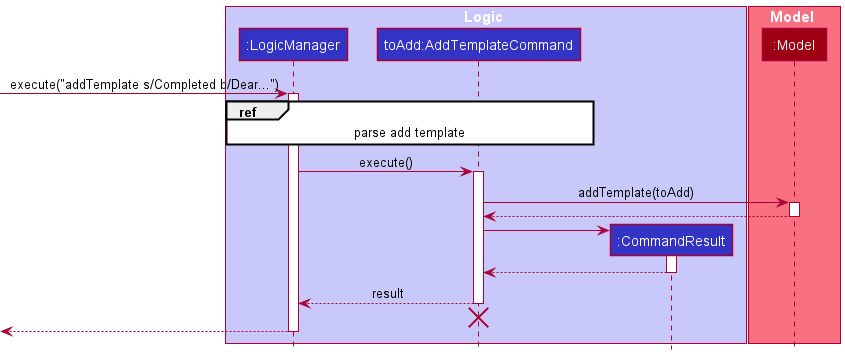 Logic
Model
:LogicManager
toAdd:AddTemplateCommand
:Model
execute("addTemplate s/Completed b/Dear...")
ref
parse add template
execute()
addTemplate(toAdd)
:CommandResult
result